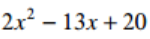 2x² − 13x + 20